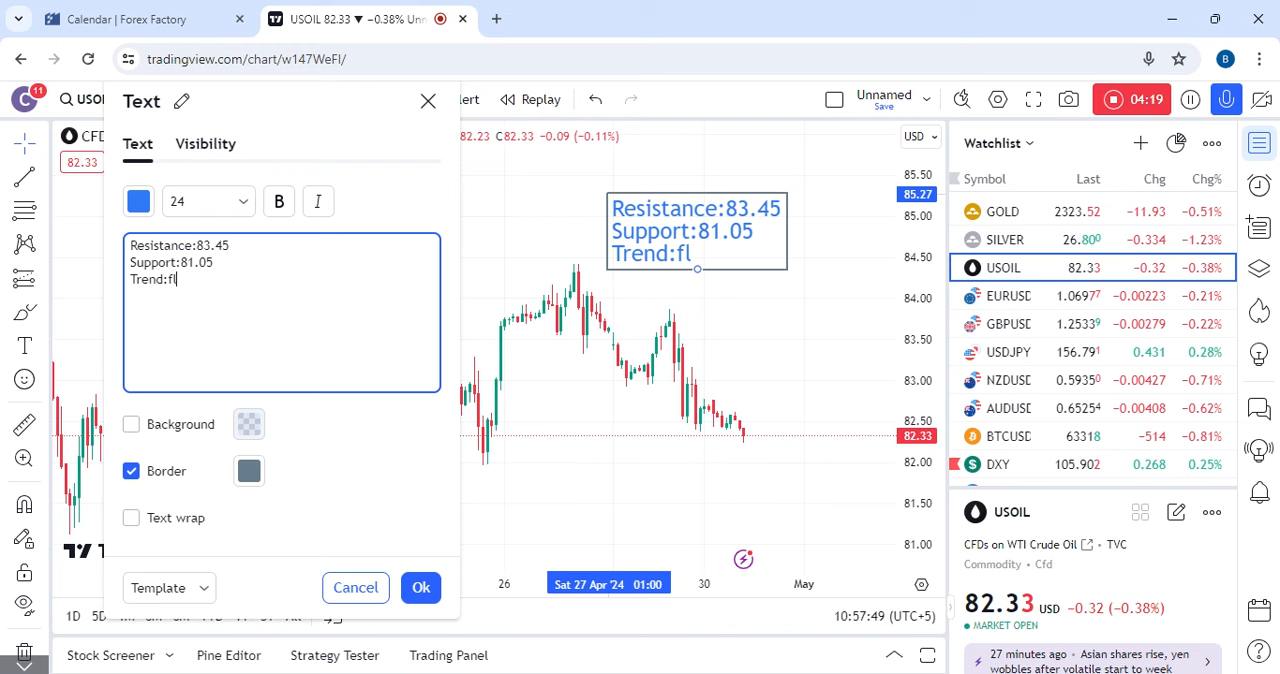 Calendar | Forex Factory
USOIL 82.33 ▼ −0.38% Unn
tradingview.com/chart/w147WeFI/
B
C
11
USOI
lert
Replay
Unnamed
Save
04:19
Text
Text
Visibility
24
B
I
Resistance:83.45
Support:81.05
Trend:fl
Background
Border
Text wrap
Template
Cancel
Ok
CFD
82.33
82.23 C82.33 −0.09 (−0.11%)
USD
Resistance:83.45
Support:81.05
Trend:fl
85.50
85.27
85.00
84.50
84.00
83.50
83.00
82.50
82.33
82.00
81.50
81.00
26
Sat 27 Apr '24 01:00
30
May
1D
10:57:49 (UTC+5)
Stock Screener
Pine Editor
Strategy Tester
Trading Panel
Watchlist
Symbol Last Chg Chg%
GOLD 2323.52 −11.93 −0.51%
SILVER 26.800 −0.334 −1.23%
USOIL 82.33 −0.32 −0.38%
EURUSD 1.06977 −0.00223 −0.21%
GBPUSD 1.25339 −0.00279 −0.22%
USDJPY 156.791 0.431 0.28%
NZDUSD 0.59350 −0.00427 −0.71%
AUDUSD 0.65254 −0.00408 −0.62%
BTCUSD 63318 −514 −0.81%
DXY 105.902 0.268 0.25%
USOIL
CFDs on WTI Crude Oil • TVC
Commodity • Cfd
82.33 USD −0.32 (−0.38%)
MARKET OPEN
27 minutes ago • Asian shares rise, yen
wobbles after volatile start to week